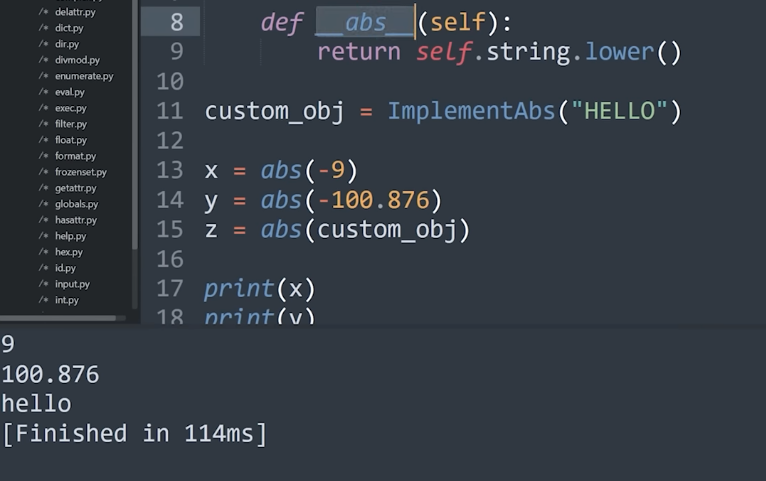 delattr.py
dict.py
dir.py
divmod.py
enumerate.py
eval.py
exec.py
filter.py
float.py
format.py
frozenset.py
getattr.py
globals.py
hasattr.py
help.py
hex.py
id.py
input.py
int.py
8 def __abs__(self):
9 return self.string.lower()
10
11 custom_obj = ImplementAbs("HELLO")
12
13 x = abs(-9)
14 y = abs(-100.876)
15 z = abs(custom_obj)
16
17 print(x)
18 print(y)
9
100.876
hello
[Finished in 114ms]